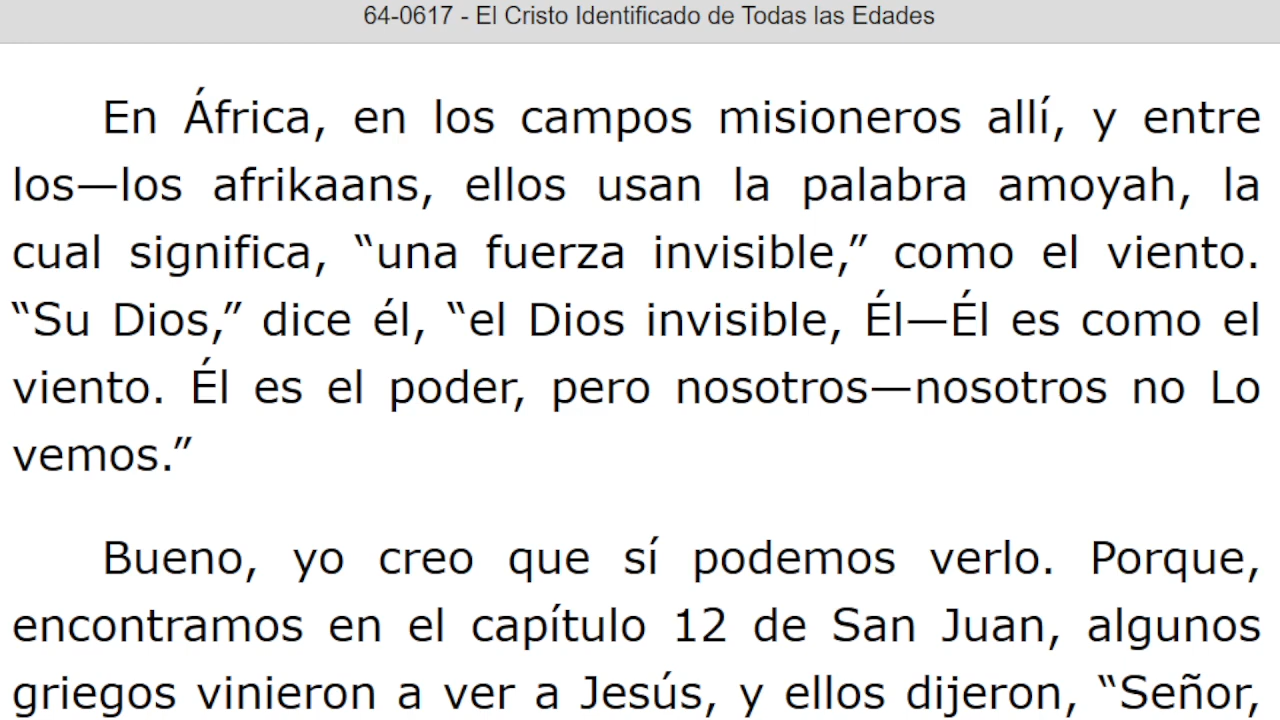 64-0617 - El Cristo Identificado de Todas las Edades
En África, en los campos misioneros allí, y entre
los—los afrikaans, ellos usan la palabra amoyah, la
cual significa, “una fuerza invisible,” como el viento.
“Su Dios,” dice él, “el Dios invisible, Él—Él es como el
viento. Él es el poder, pero nosotros—nosotros no Lo
vemos.”
Bueno, yo creo que sí podemos verlo. Porque,
encontramos en el capítulo 12 de San Juan, algunos
griegos vinieron a ver a Jesús, y ellos dijeron, “Señor,